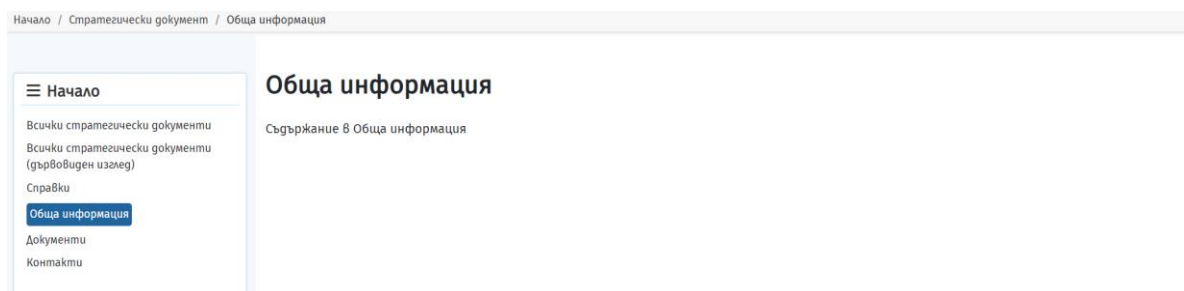 Начало / Стратегически документ / Обща информация
☰ Начало
Всички стратегически документи
Всички стратегически документи
(дървовиден изглед)
Справки
Обща информация
Документи
Контакти
Обща информация
Съдържание в Обща информация